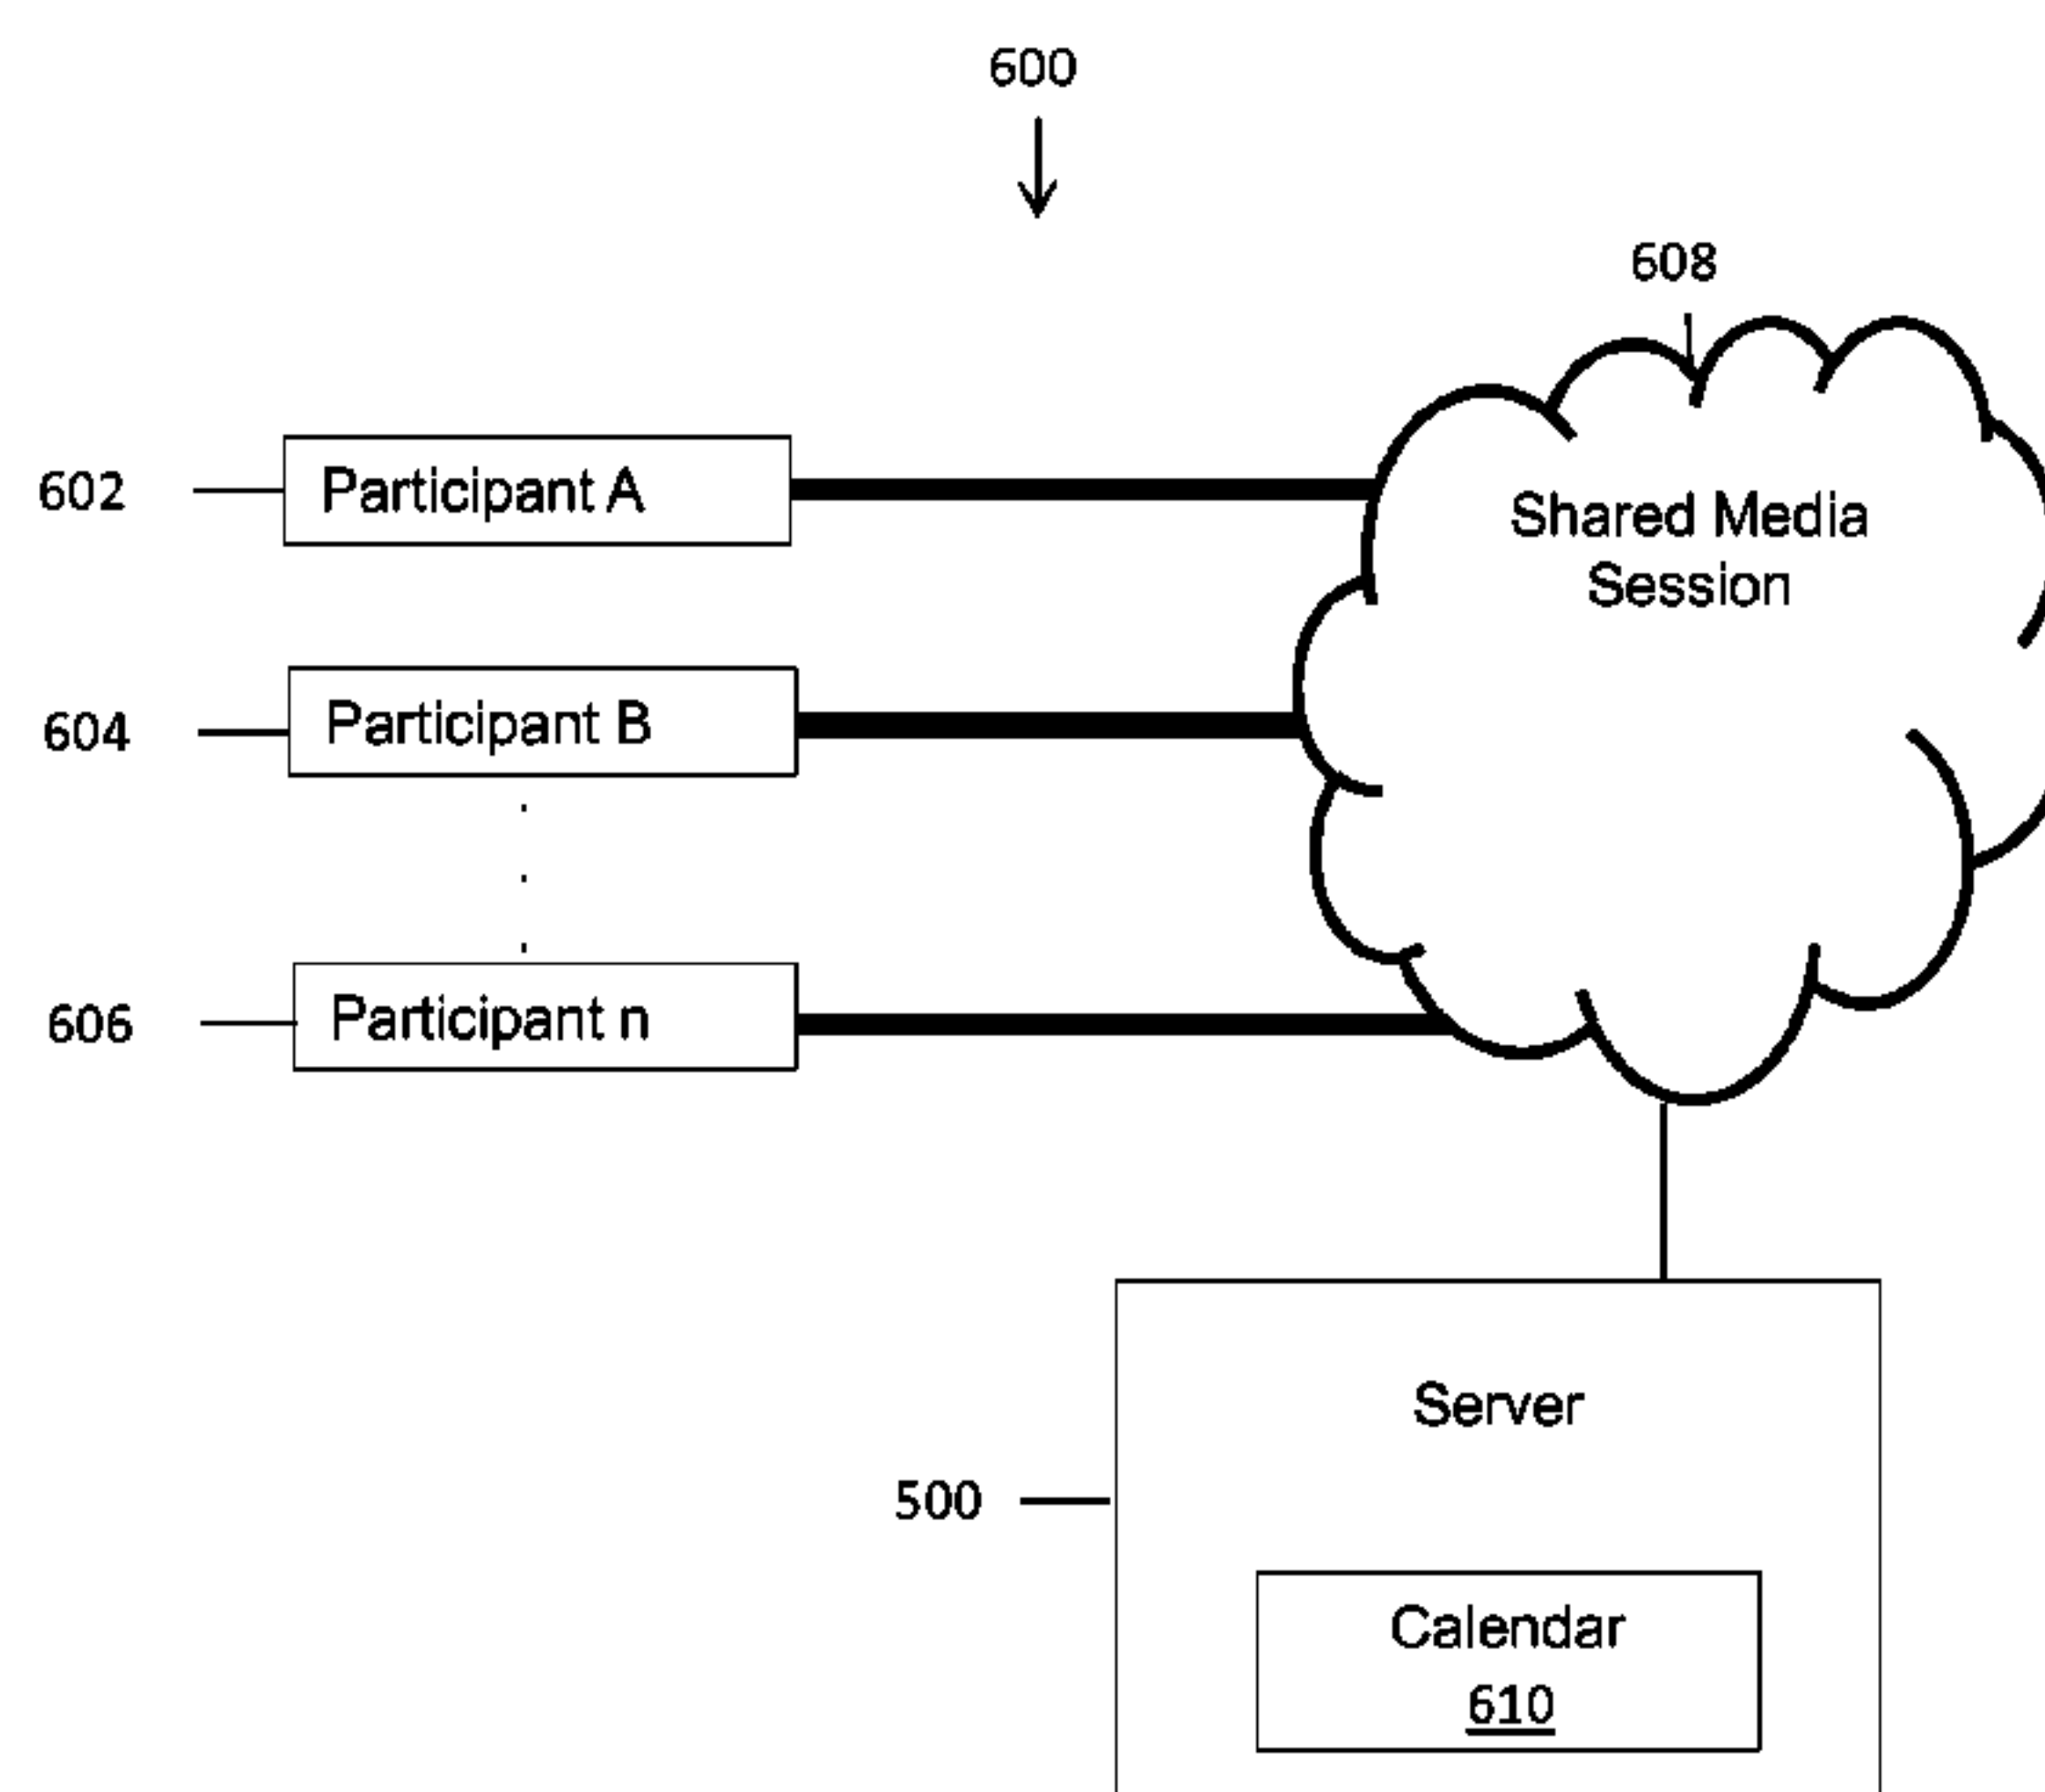 600
608
602
Participant A
Shared Media
Session
604
Participant B
606
Participant n
Server
500
Calendar
610